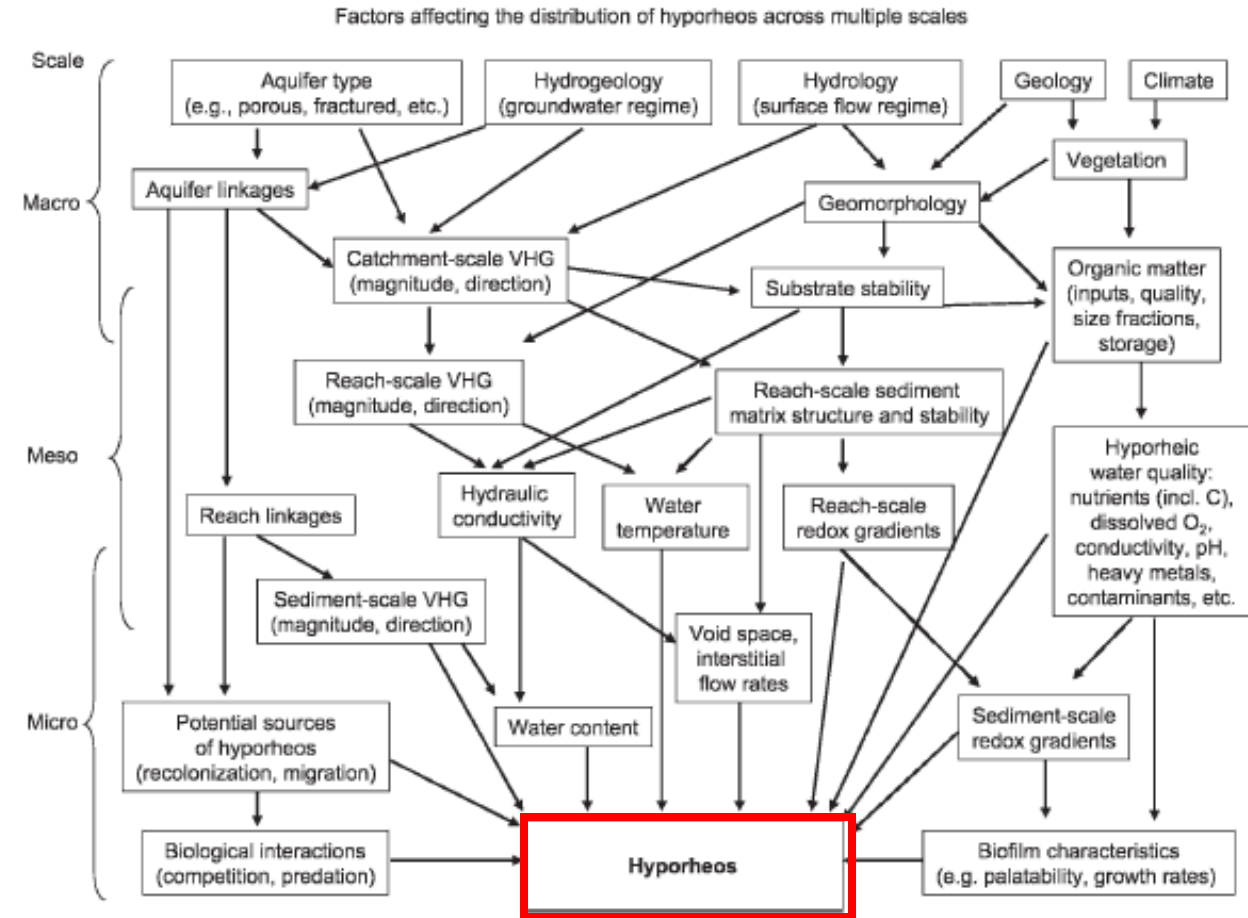 Factors affecting the distribution of hyporheos across multiple scales
Scale
Aquifer type
(e.g., porous, fractured, etc.)
Hydrogeology
(groundwater regime)
Hydrology
(surface flow regime)
Geology
Climate
Macro
Aquifer linkages
Vegetation
Geomorphology
Catchment-scale VHG
(magnitude, direction)
Substrate stability
Organic matter
(inputs, quality,
size fractions,
storage)
Meso
Reach-scale VHG
(magnitude, direction)
Reach-scale sediment
matrix structure and stability
Hyporheic
water quality:
nutrients (incl. C),
dissolved O₂,
conductivity, pH,
heavy metals,
contaminants, etc.
Reach linkages
Hydraulic
conductivity
Water
temperature
Reach-scale
redox gradients
Sediment-scale VHG
(magnitude, direction)
Void space,
interstitial
flow rates
Micro
Potential sources
of hyporheos
(recolonization, migration)
Water content
Sediment-scale
redox gradients
Biological interactions
(competition, predation)
Hyporheos
Biofilm characteristics
(e.g. palatability, growth rates)